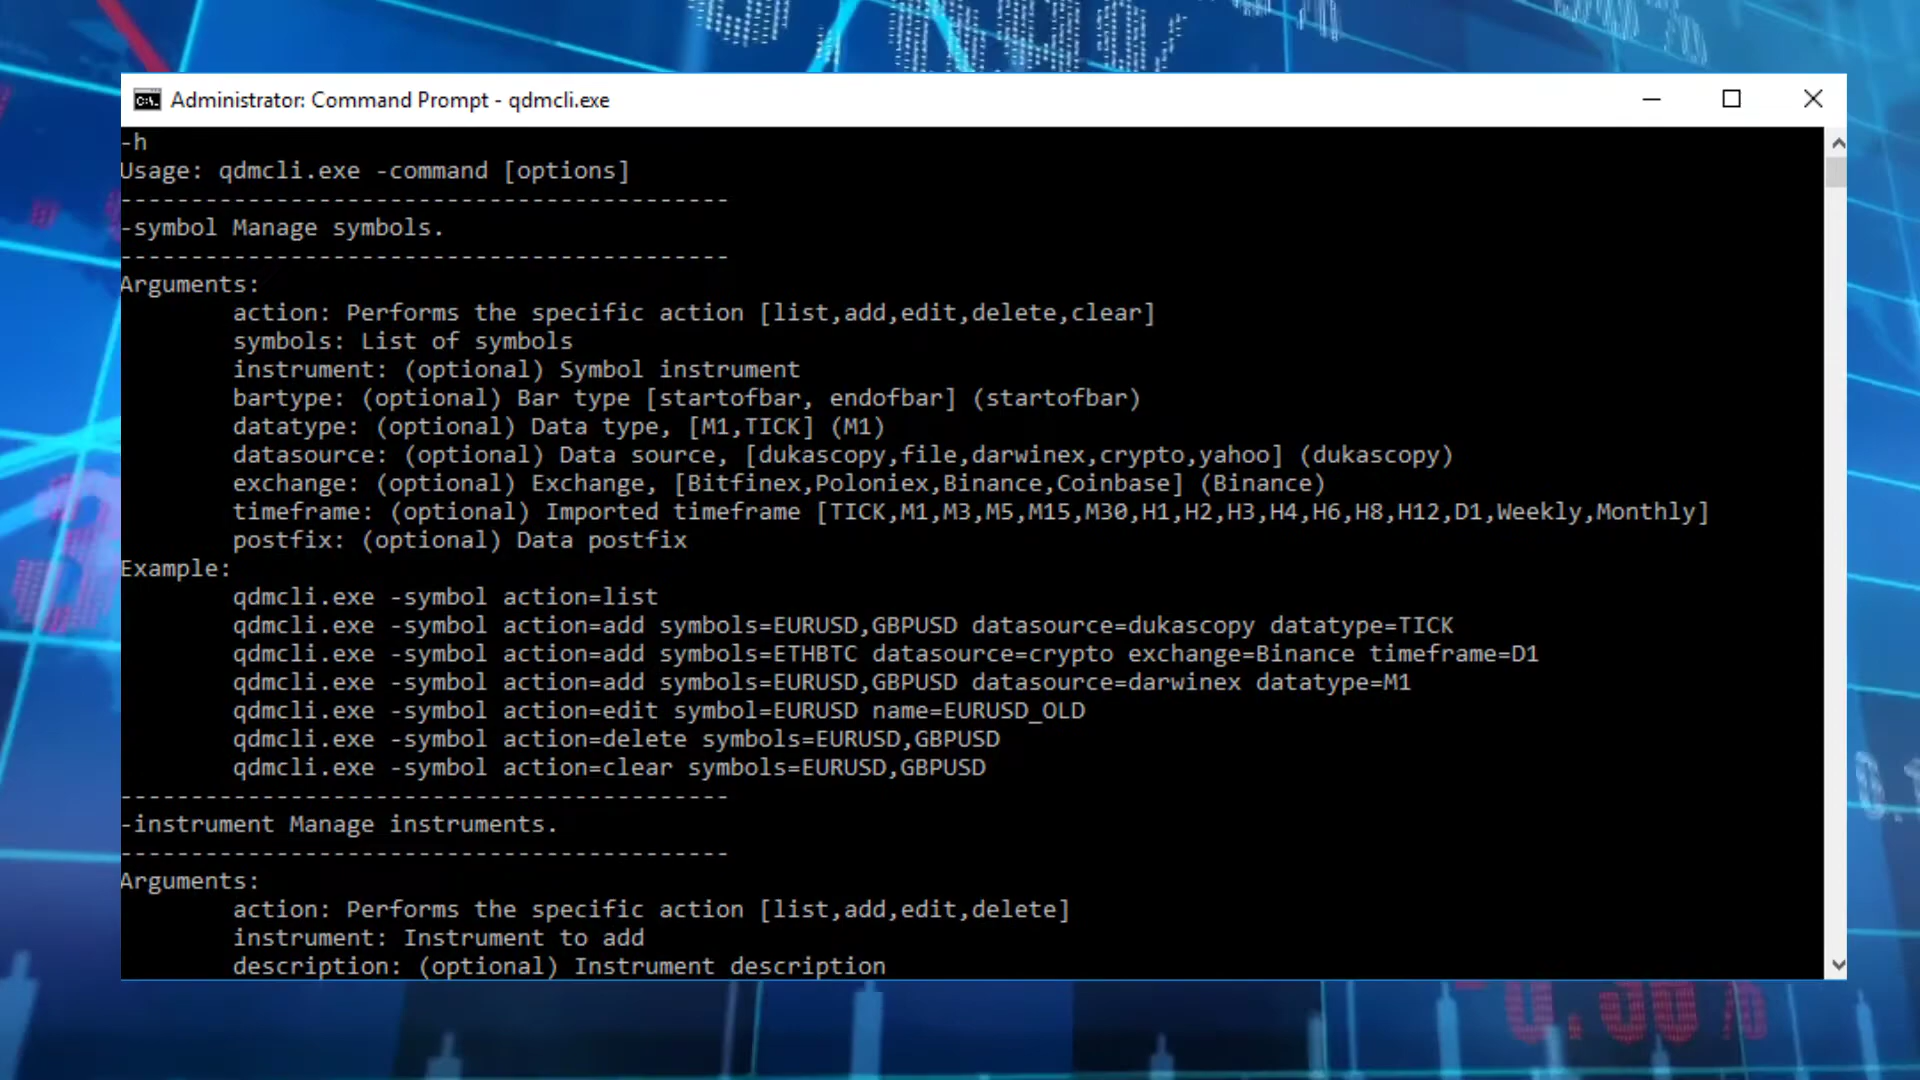 Administrator: Command Prompt - qdmcli.exe
-h
Usage: qdmcli.exe -command [options]
-------------------------------------------
-symbol Manage symbols.
-------------------------------------------
Arguments:
action: Performs the specific action [list,add,edit,delete,clear]
symbols: List of symbols
instrument: (optional) Symbol instrument
bartype: (optional) Bar type [startofbar, endofbar] (startofbar)
datatype: (optional) Data type, [M1,TICK] (M1)
datasource: (optional) Data source, [dukascopy,file,darwinex,crypto,yahoo] (dukascopy)
exchange: (optional) Exchange, [Bitfinex,Poloniex,Binance,Coinbase] (Binance)
timeframe: (optional) Imported timeframe [TICK,M1,M3,M5,M15,M30,H1,H2,H3,H4,H6,H8,H12,D1,Weekly,Monthly]
postfix: (optional) Data postfix
Example:
qdmcli.exe -symbol action=list
qdmcli.exe -symbol action=add symbols=EURUSD,GBPUSD datasource=dukascopy datatype=TICK
qdmcli.exe -symbol action=add symbols=ETHBTC datasource=crypto exchange=Binance timeframe=D1
qdmcli.exe -symbol action=add symbols=EURUSD,GBPUSD datasource=darwinex datatype=M1
qdmcli.exe -symbol action=edit symbol=EURUSD name=EURUSD_OLD
qdmcli.exe -symbol action=delete symbols=EURUSD,GBPUSD
qdmcli.exe -symbol action=clear symbols=EURUSD,GBPUSD
-------------------------------------------
-instrument Manage instruments.
-------------------------------------------
Arguments:
action: Performs the specific action [list,add,edit,delete]
instrument: Instrument to add
description: (optional) Instrument description